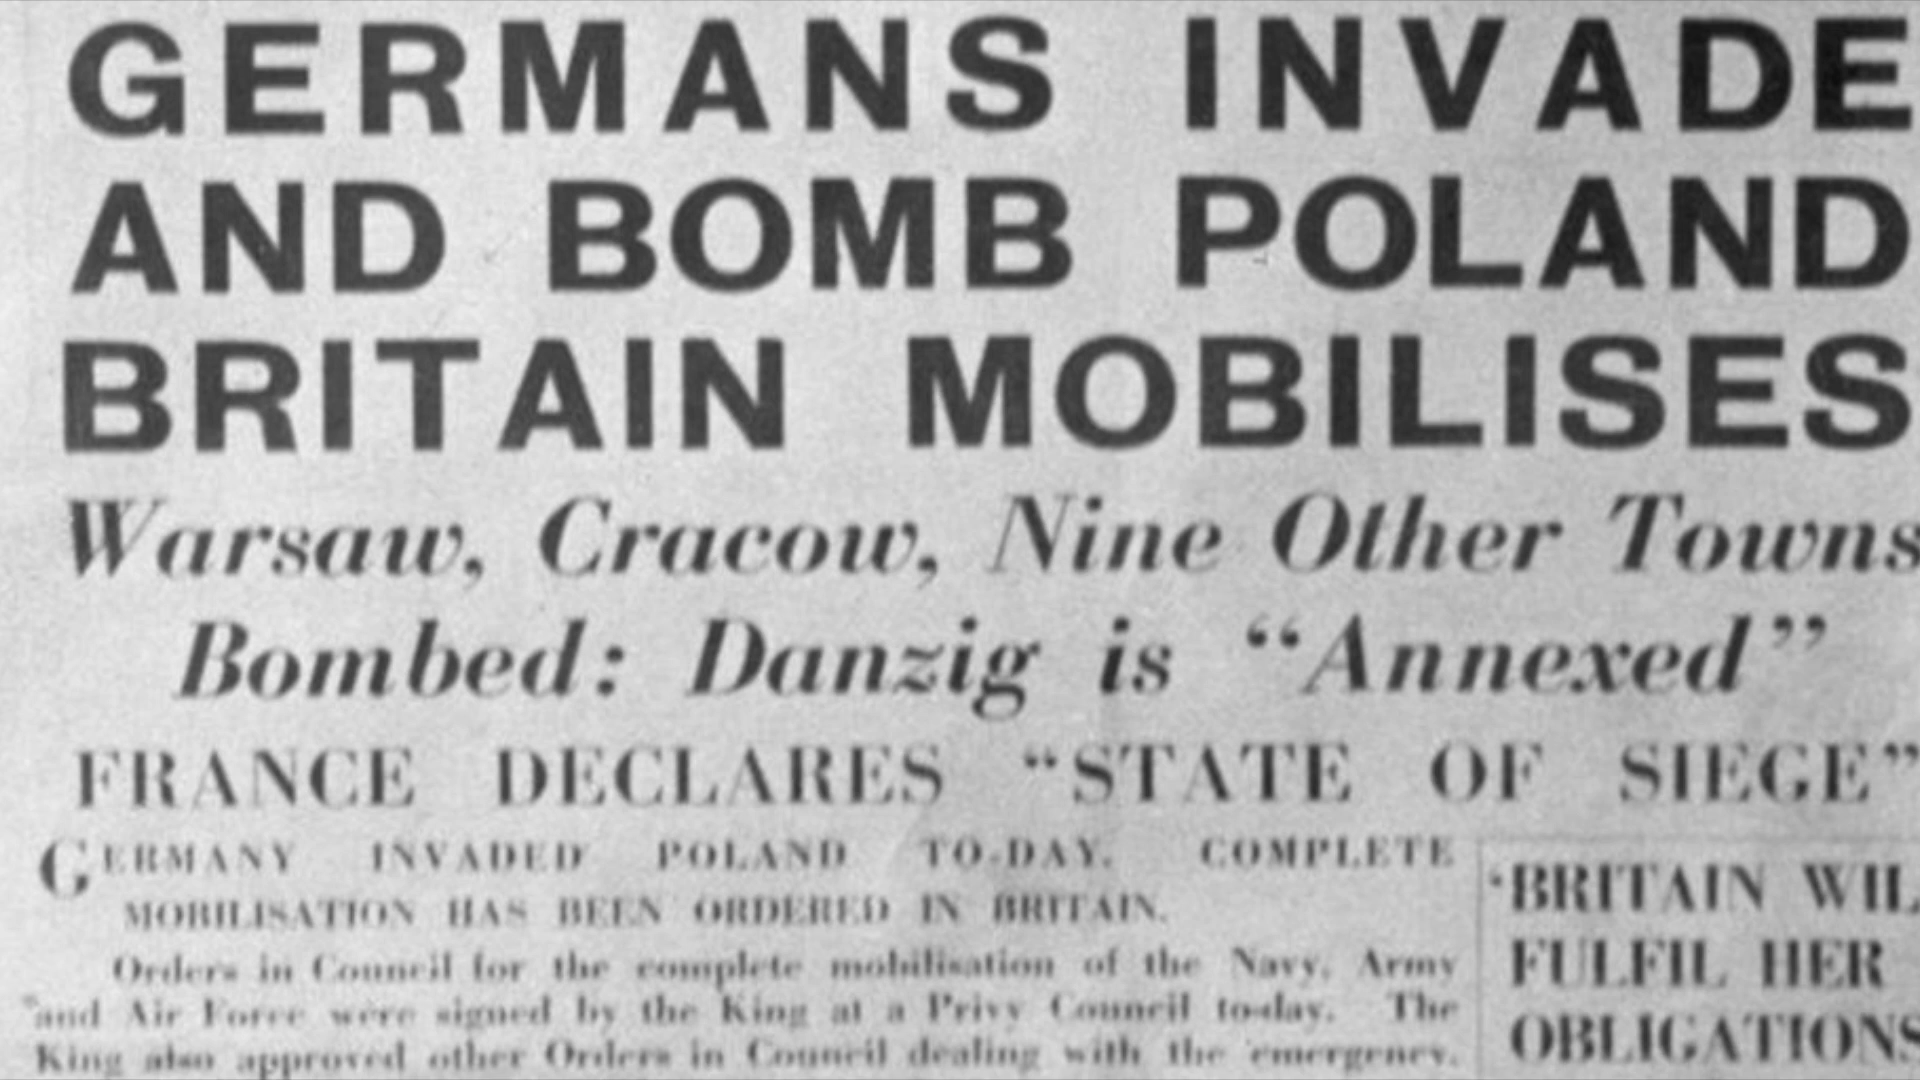 GERMANS INVADE
AND BOMB POLAND
BRITAIN MOBILISES
Warsaw, Cracow, Nine Other Towns
Bombed: Danzig is “Annexed”
FRANCE DECLARES “STATE OF SIEGE”
GERMANY INVADED POLAND TO-DAY. COMPLETE
MOBILISATION HAS BEEN ORDERED IN BRITAIN.
Orders in Council for the complete mobilisation of the Navy, Army
and Air Force were signed by the King at a Privy Council to-day. The
King also approved other Orders in Council dealing with the emergency.
‘BRITAIN WIL
FULFIL HER
OBLIGATIONS